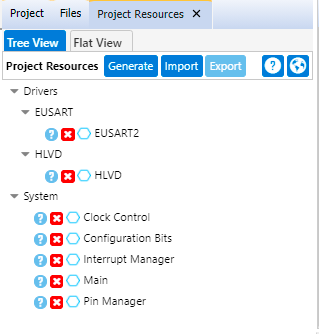 Project Files Project Resources ✕
Tree View Flat View
Project Resources Generate Import Export ?
Drivers
EUSART
? EUSART2
HLVD
? HLVD
System
? Clock Control
? Configuration Bits
? Interrupt Manager
? Main
? Pin Manager